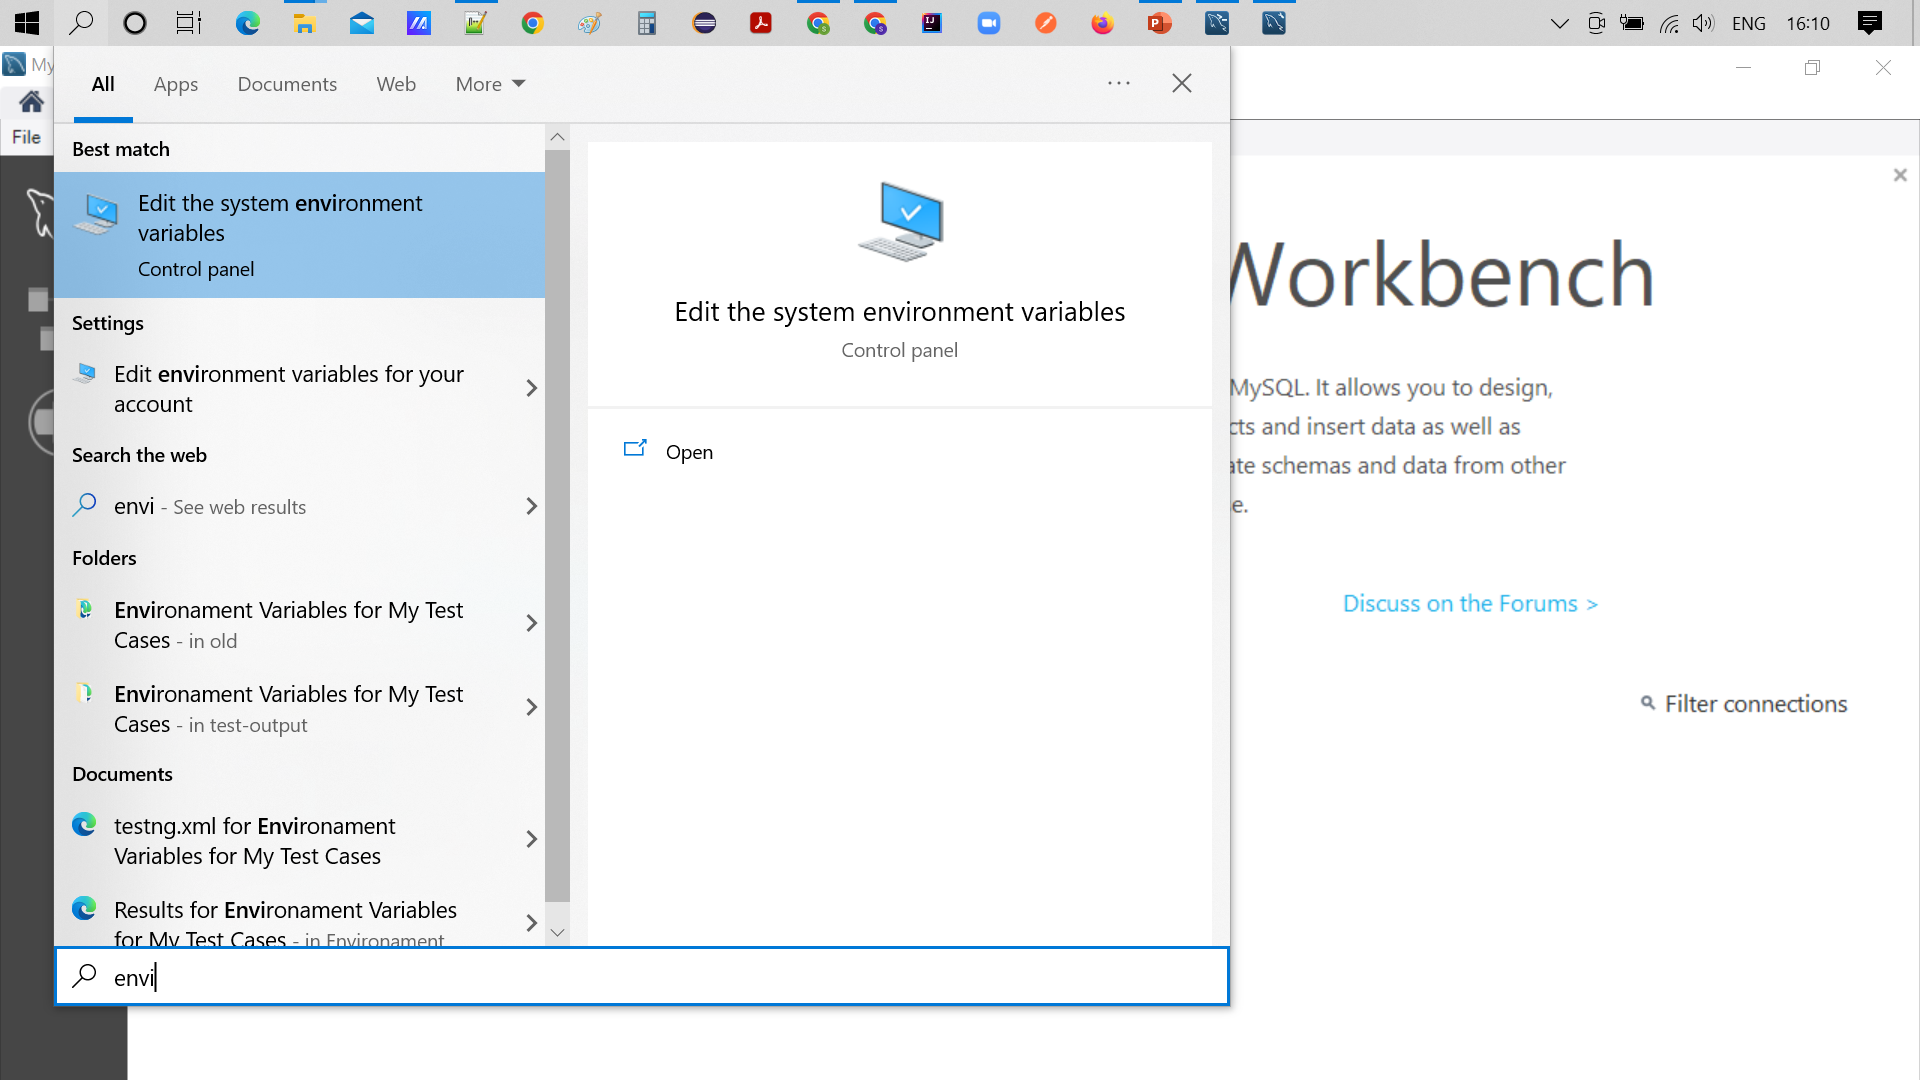 ENG 16:10
My
All Apps Documents Web More
File
Best match
Edit the system environment
variables
Control panel
Settings
Edit environment variables for your
account
Search the web
envi - See web results
Folders
Environament Variables for My Test
Cases - in old
Environament Variables for My Test
Cases - in test-output
Documents
testng.xml for Environament
Variables for My Test Cases
Results for Environament Variables
for My Test Cases - in Environament
envi
Edit the system environment variables
Control panel
Open
Workbench
MySQL. It allows you to design,
cts and insert data as well as
ate schemas and data from other
e.
Discuss on the Forums >
Filter connections